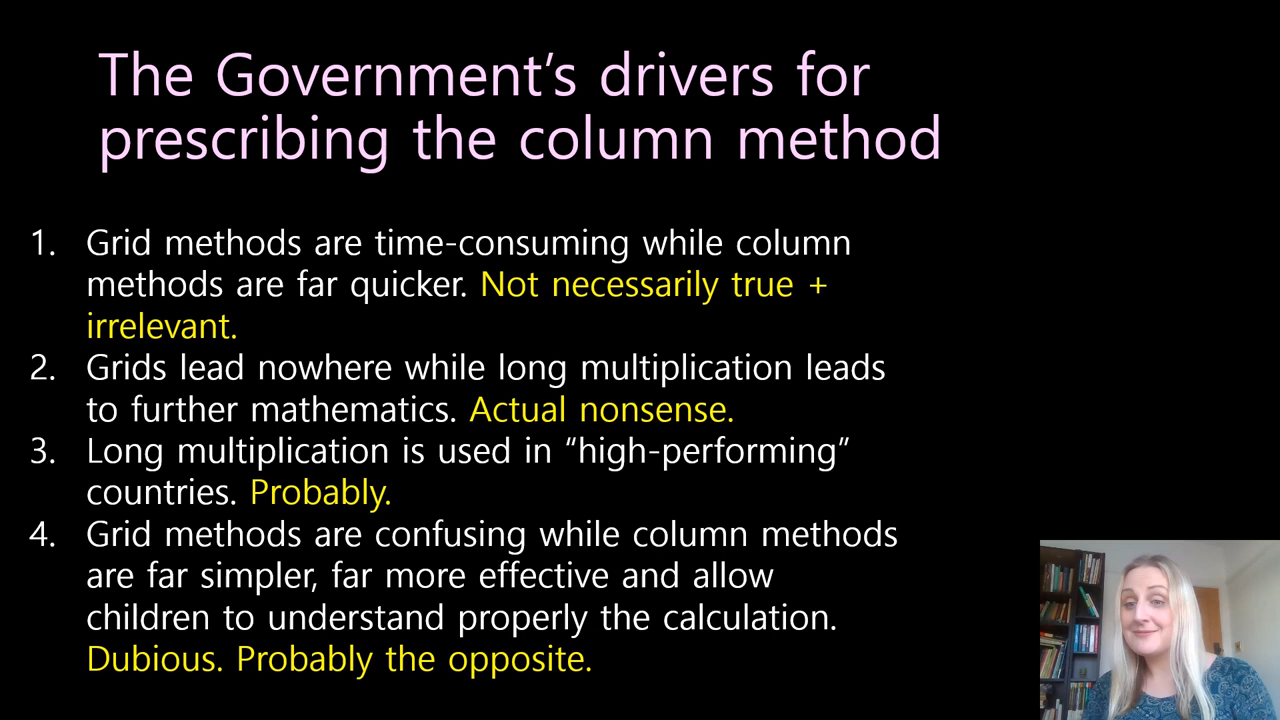 The Government’s drivers for
prescribing the column method
1. Grid methods are time-consuming while column
methods are far quicker. Not necessarily true +
irrelevant.
2. Grids lead nowhere while long multiplication leads
to further mathematics. Actual nonsense.
3. Long multiplication is used in “high-performing”
countries. Probably.
4. Grid methods are confusing while column methods
are far simpler, far more effective and allow
children to understand properly the calculation.
Dubious. Probably the opposite.